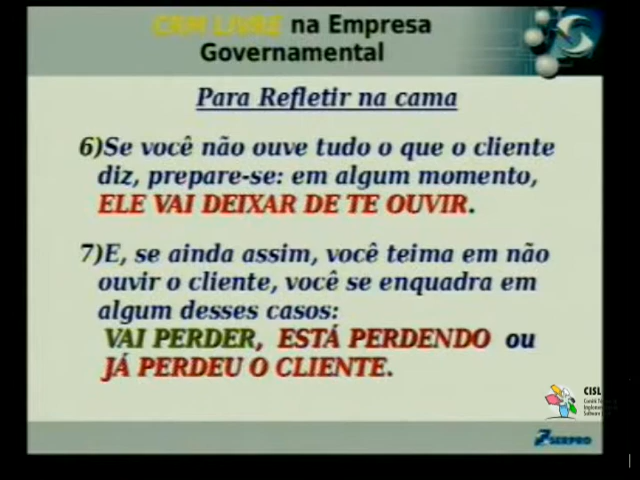 CRM LIVRE na Empresa
Governamental
Para Refletir na cama
6)Se você não ouve tudo o que o cliente
diz, prepare-se: em algum momento,
ELE VAI DEIXAR DE TE OUVIR.
7)E, se ainda assim, você teima em não
ouvir o cliente, você se enquadra em
algum desses casos:
VAI PERDER, ESTÁ PERDENDO ou
JÁ PERDEU O CLIENTE.
CISL
Software
SERPRO